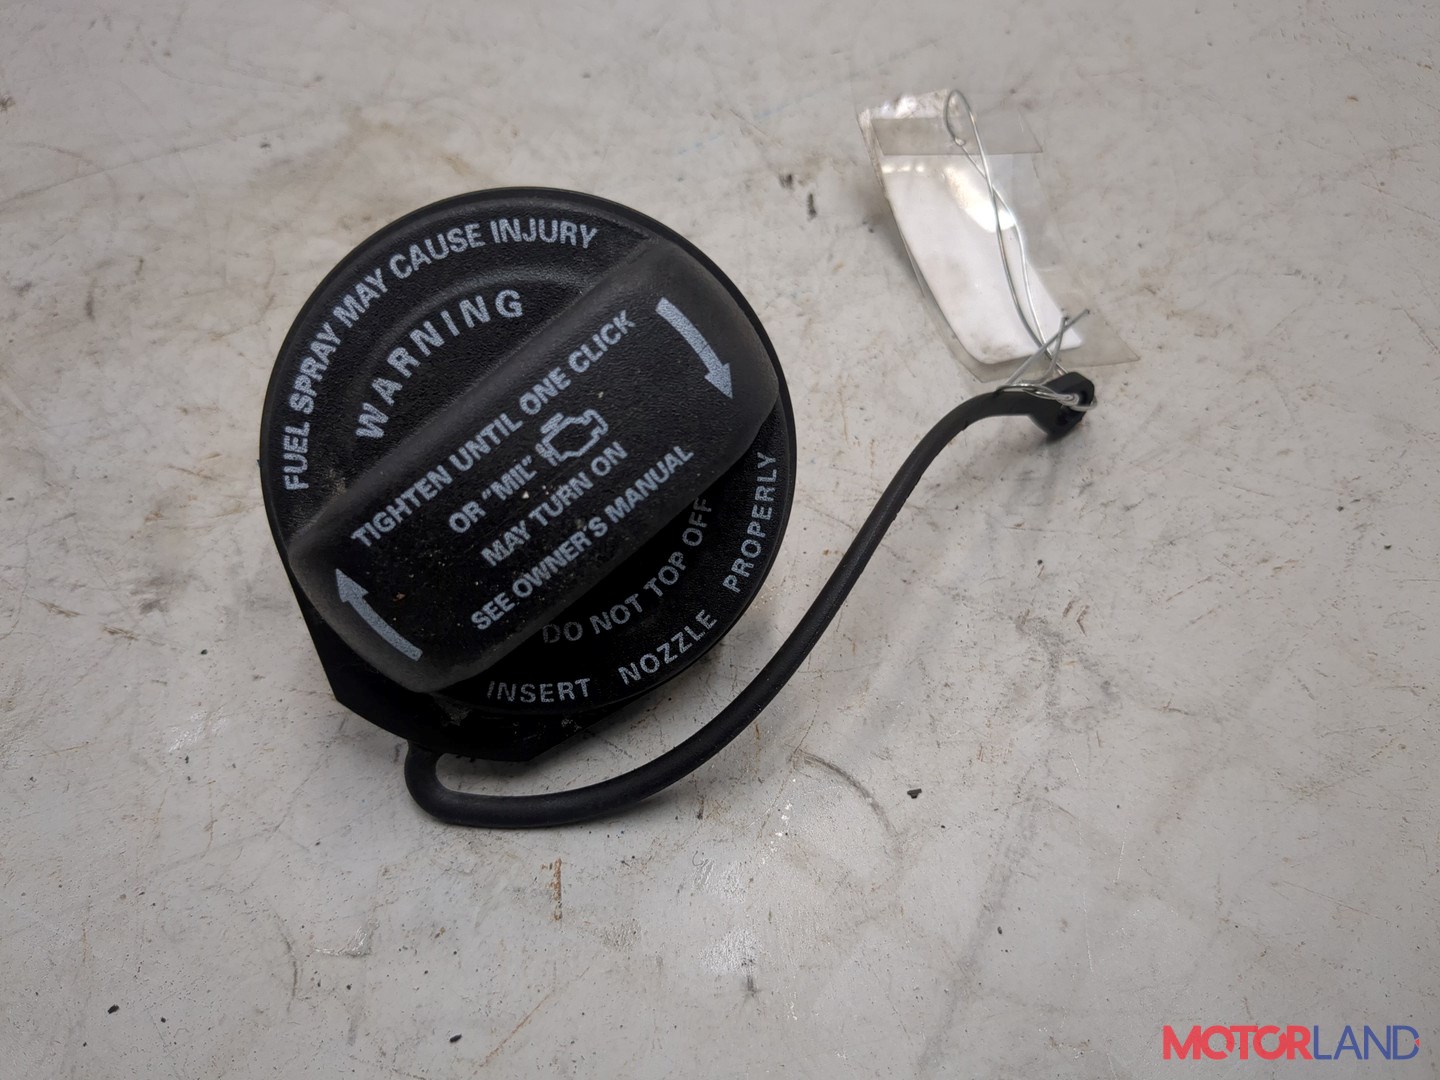 FUEL SPRAY MAY CAUSE INJURY
WARNING
TIGHTEN UNTIL ONE CLICK
OR "MIL"
MAY TURN ON
SEE OWNER'S MANUAL
DO NOT TOP OFF
INSERT NOZZLE PROPERLY
MOTORLAND